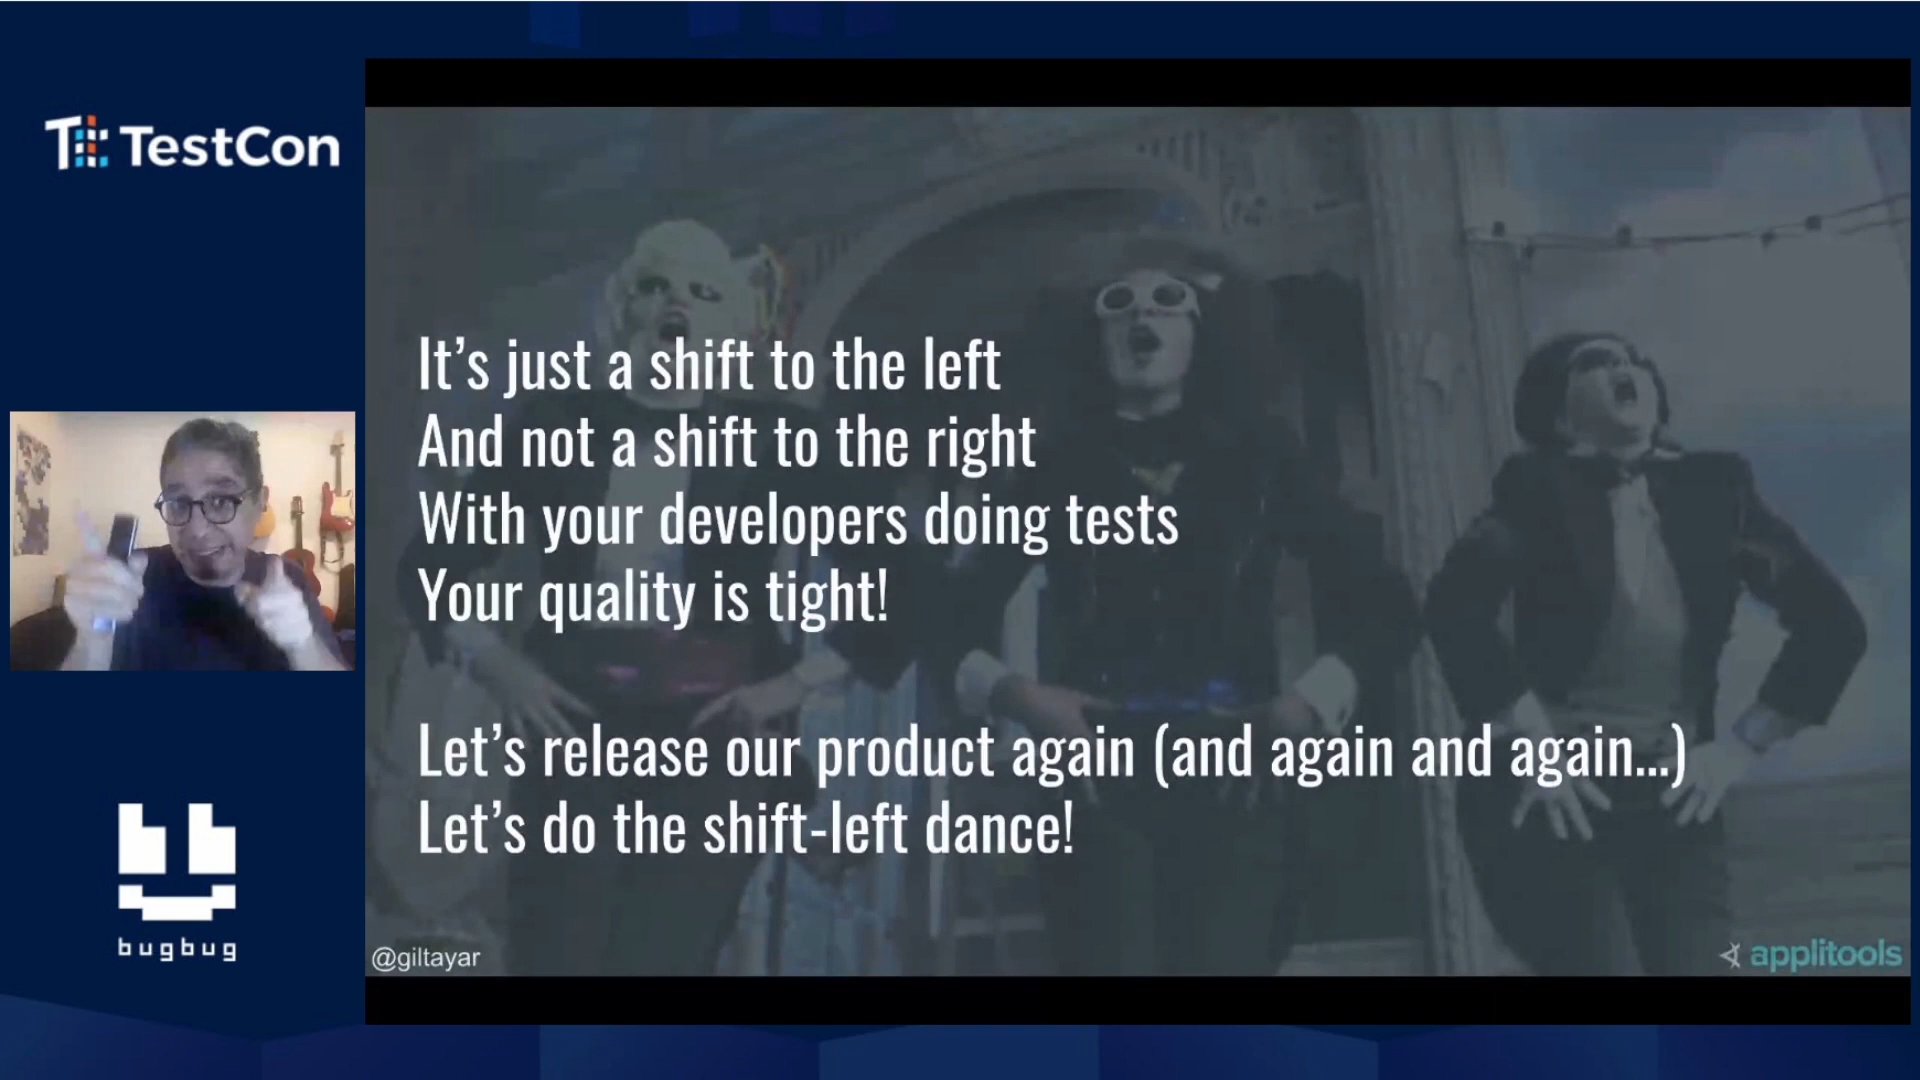 TestCon
It's just a shift to the left
And not a shift to the right
With your developers doing tests
Your quality is tight!
Let's release our product again (and again and again...)
Let's do the shift-left dance!
bugbug
@giltayar
applitools